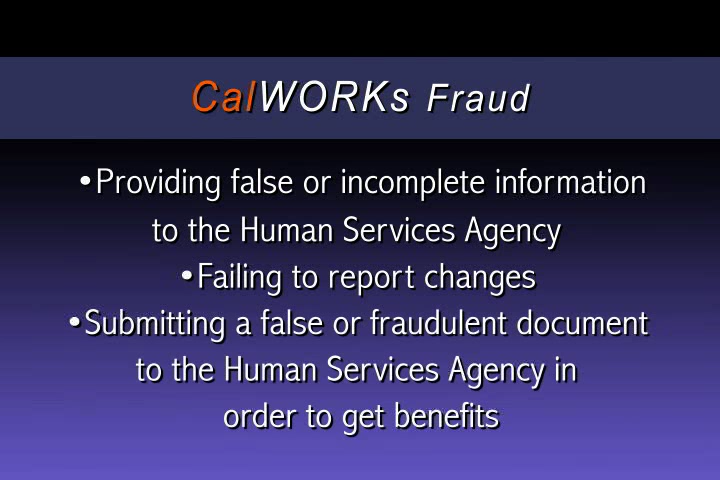 CalWORKs Fraud
•Providing false or incomplete information
to the Human Services Agency
•Failing to report changes
•Submitting a false or fraudulent document
to the Human Services Agency in
order to get benefits